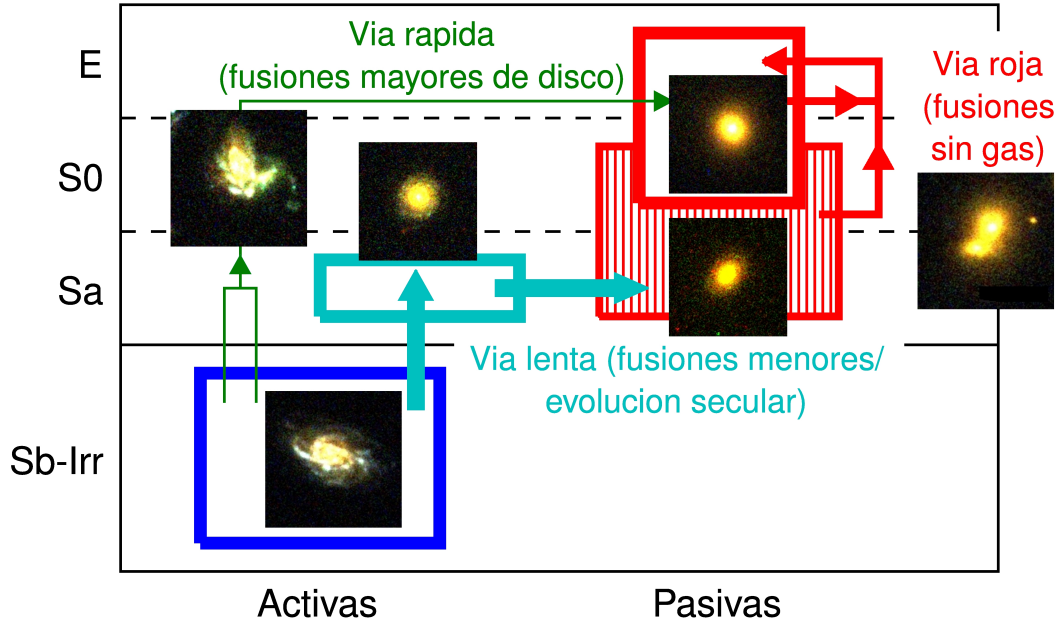 E
Via rapida
(fusiones mayores de disco)
Via roja
(fusiones
sin gas)
S0
Sa
Via lenta (fusiones menores/
evolucion secular)
Sb-Irr
Activas
Pasivas